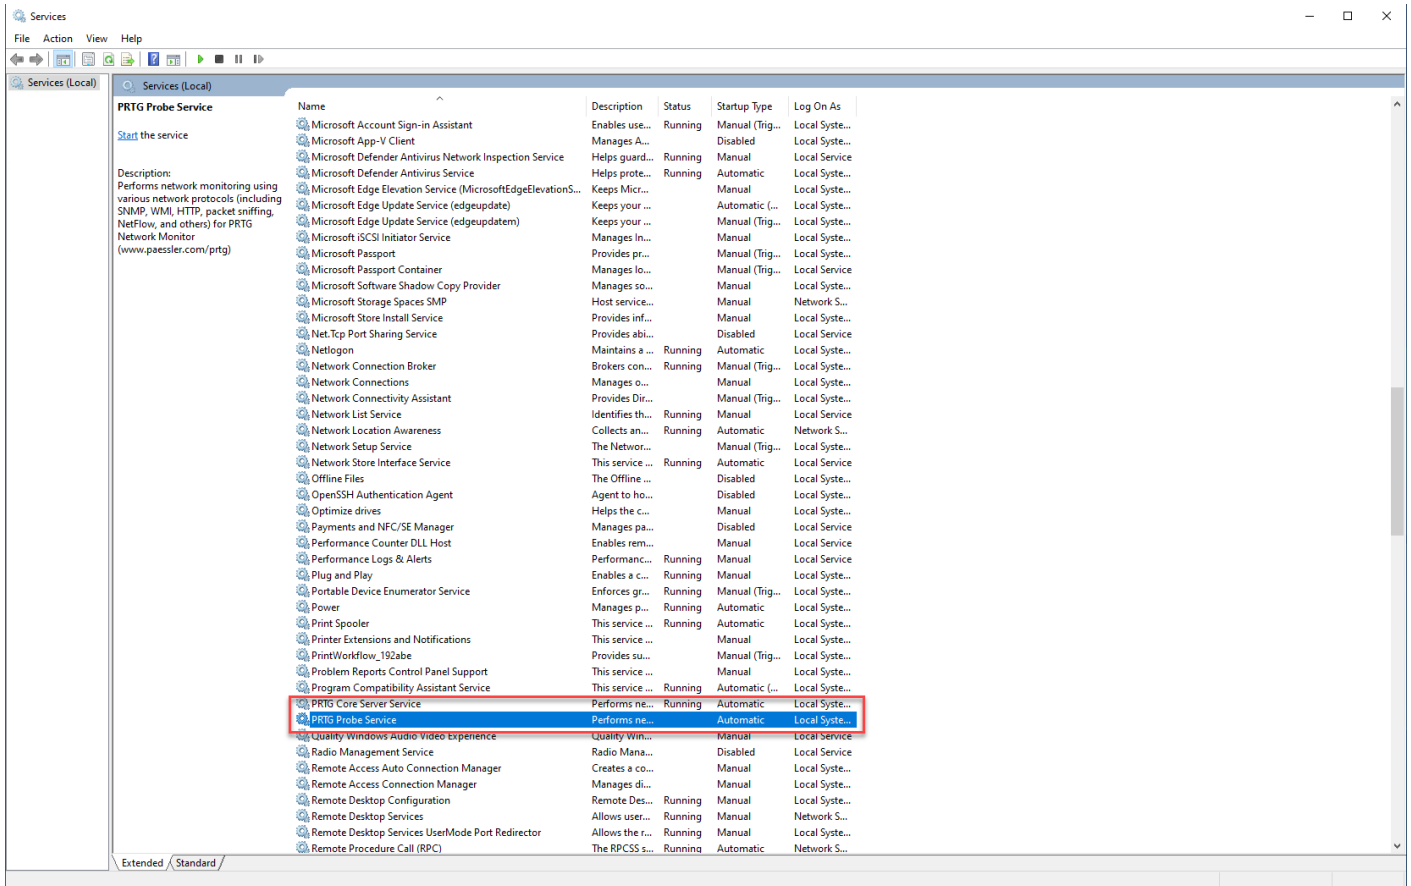 Services
File Action View Help
Services (Local)
Services (Local)
PRTG Probe Service
Start the service
Description:
Performs network monitoring using
various network protocols (including
SNMP, WMI, HTTP, packet sniffing,
NetFlow, and others) for PRTG
Network Monitor
(www.paessler.com/prtg)
Name Description Status Startup Type Log On As
Microsoft Account Sign-in Assistant Enables use... Running Manual (Trig... Local Syste...
Microsoft App-V Client Manages A... Disabled Local Syste...
Microsoft Defender Antivirus Network Inspection Service Helps guard... Running Manual Local Service
Microsoft Defender Antivirus Service Helps prote... Running Automatic Local Syste...
Microsoft Edge Elevation Service (MicrosoftEdgeElevationS... Keeps Micr... Manual Local Syste...
Microsoft Edge Update Service (edgeupdate) Keeps your ... Automatic (... Local Syste...
Microsoft Edge Update Service (edgeupdatem) Keeps your ... Manual (Trig... Local Syste...
Microsoft iSCSI Initiator Service Manages In... Manual Local Syste...
Microsoft Passport Provides pr... Manual (Trig... Local Syste...
Microsoft Passport Container Manages lo... Manual (Trig... Local Service
Microsoft Software Shadow Copy Provider Manages so... Manual Local Syste...
Microsoft Storage Spaces SMP Host service... Manual Network S...
Microsoft Store Install Service Provides inf... Manual Local Syste...
Net.Tcp Port Sharing Service Provides abi... Disabled Local Service
Netlogon Maintains a ... Running Automatic Local Syste...
Network Connection Broker Brokers con... Running Manual (Trig... Local Syste...
Network Connections Manages o... Manual Local Syste...
Network Connectivity Assistant Provides Dir... Manual (Trig... Local Syste...
Network List Service Identifies th... Running Manual Local Service
Network Location Awareness Collects an... Running Automatic Network S...
Network Setup Service The Networ... Manual (Trig... Local Syste...
Network Store Interface Service This service ... Running Automatic Local Service
Offline Files The Offline ... Disabled Local Syste...
OpenSSH Authentication Agent Agent to ho... Disabled Local Syste...
Optimize drives Helps the c... Manual Local Syste...
Payments and NFC/SE Manager Manages pa... Disabled Local Service
Performance Counter DLL Host Enables rem... Manual Local Service
Performance Logs & Alerts Performanc... Running Manual Local Service
Plug and Play Enables a c... Running Manual Local Syste...
Portable Device Enumerator Service Enforces gr... Running Manual (Trig... Local Syste...
Power Manages p... Running Automatic Local Syste...
Print Spooler This service ... Running Automatic Local Syste...
Printer Extensions and Notifications This service ... Manual Local Syste...
PrintWorkflow_192abe Provides su... Manual (Trig... Local Syste...
Problem Reports Control Panel Support This service ... Manual Local Syste...
Program Compatibility Assistant Service This service ... Running Automatic (... Local Syste...
PRTG Core Server Service Performs ne... Running Automatic Local Syste...
PRTG Probe Service Performs ne... Automatic Local Syste...
Quality Windows Audio Video Experience Quality Win... Manual Local Service
Radio Management Service Radio Mana... Disabled Local Service
Remote Access Auto Connection Manager Creates a co... Manual Local Syste...
Remote Access Connection Manager Manages di... Manual Local Syste...
Remote Desktop Configuration Remote Des... Running Manual Local Syste...
Remote Desktop Services Allows user... Running Manual Network S...
Remote Desktop Services UserMode Port Redirector Allows the r... Running Manual Local Syste...
Remote Procedure Call (RPC) The RPCSS s... Running Automatic Network S...
Extended Standard